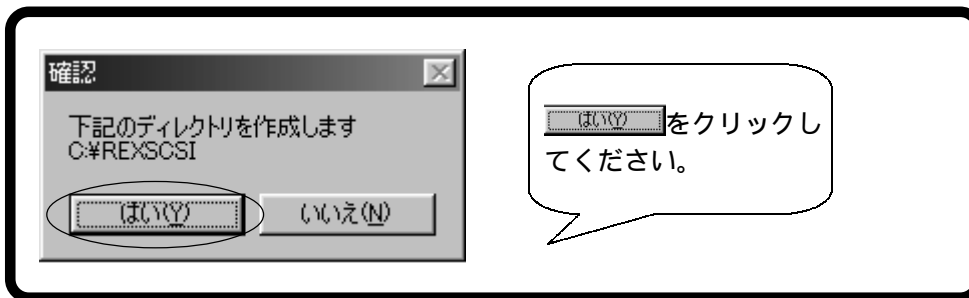 確認
下記のディレクトリを作成します
C:¥REXSCSI
はい(Y)
いいえ(N)
はい(Y)をクリックし
てください。